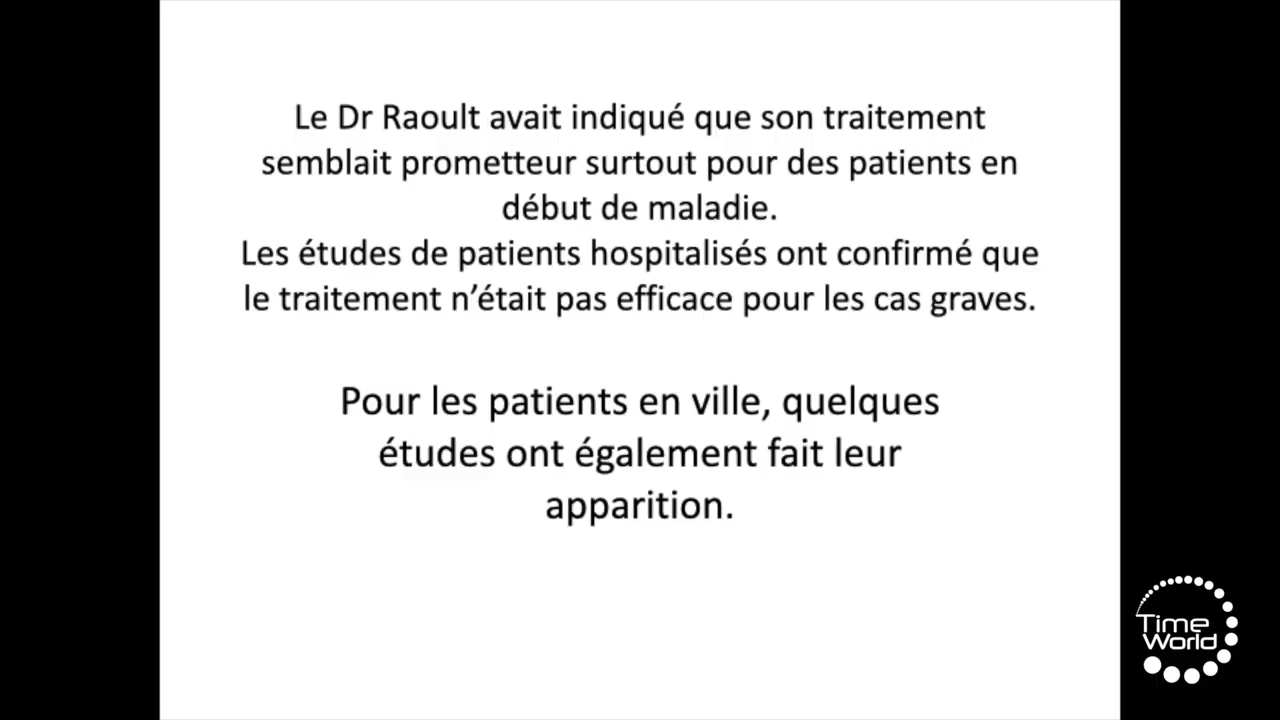 Le Dr Raoult avait indiqué que son traitement
semblait prometteur surtout pour des patients en
début de maladie.
Les études de patients hospitalisés ont confirmé que
le traitement n’était pas efficace pour les cas graves.
Pour les patients en ville, quelques
études ont également fait leur
apparition.
Time
World